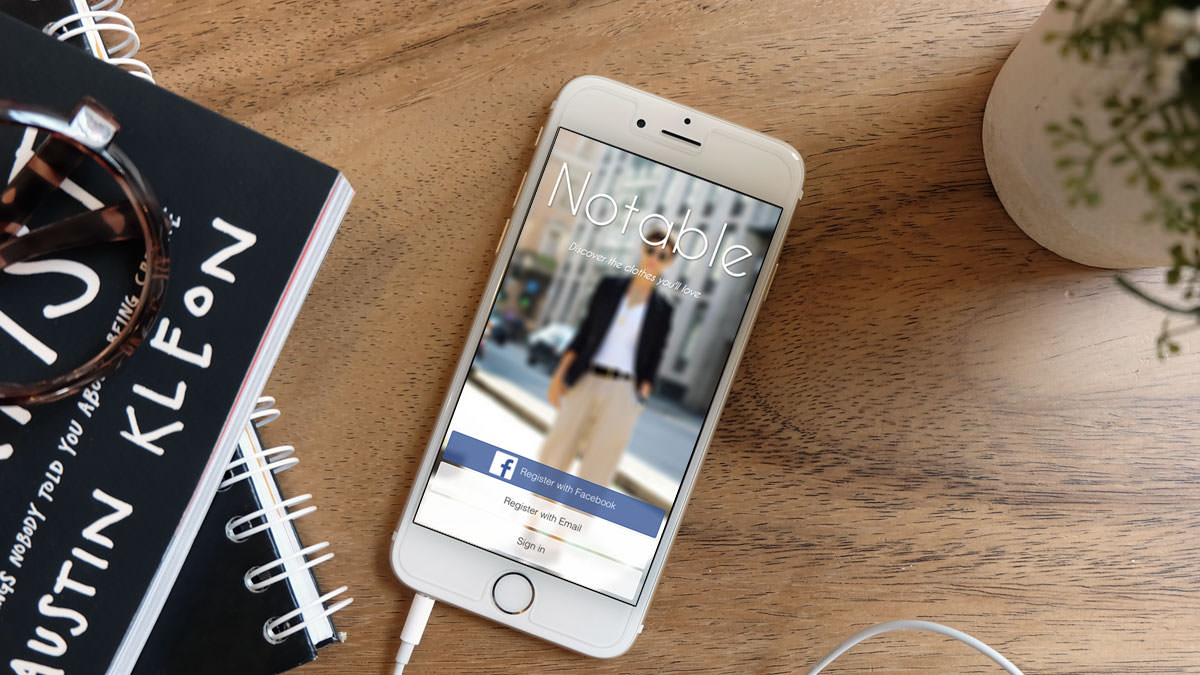 Notable
Discover the clothes you'll love
f Register with Facebook
Register with Email
Sign in
AUSTIN KLEON
NOBODY TOLD YOU
BEING